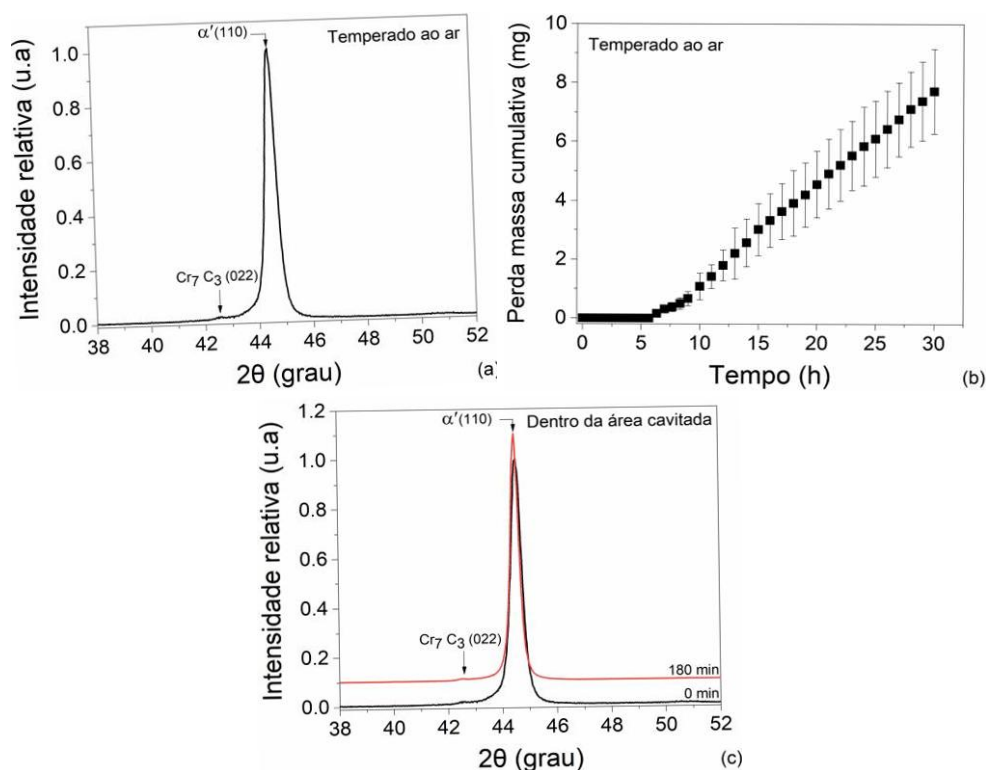 α'(110)
Temperado ao ar
Intensidade relativa (u.a)
1.0
0.8
0.6
0.4
0.2
0.0
Cr7 C3 (022)
38 40 42 44 46 48 50 52
2θ (grau)
(a)
Temperado ao ar
Perda massa cumulativa (mg)
10
8
6
4
2
0
0 5 10 15 20 25 30
Tempo (h)
(b)
α'(110)
Dentro da área cavitada
Intensidade relativa (u.a)
1.2
1.0
0.8
0.6
0.4
0.2
0.0
Cr7 C3 (022)
180 min
0 min
38 40 42 44 46 48 50 52
2θ (grau)
(c)